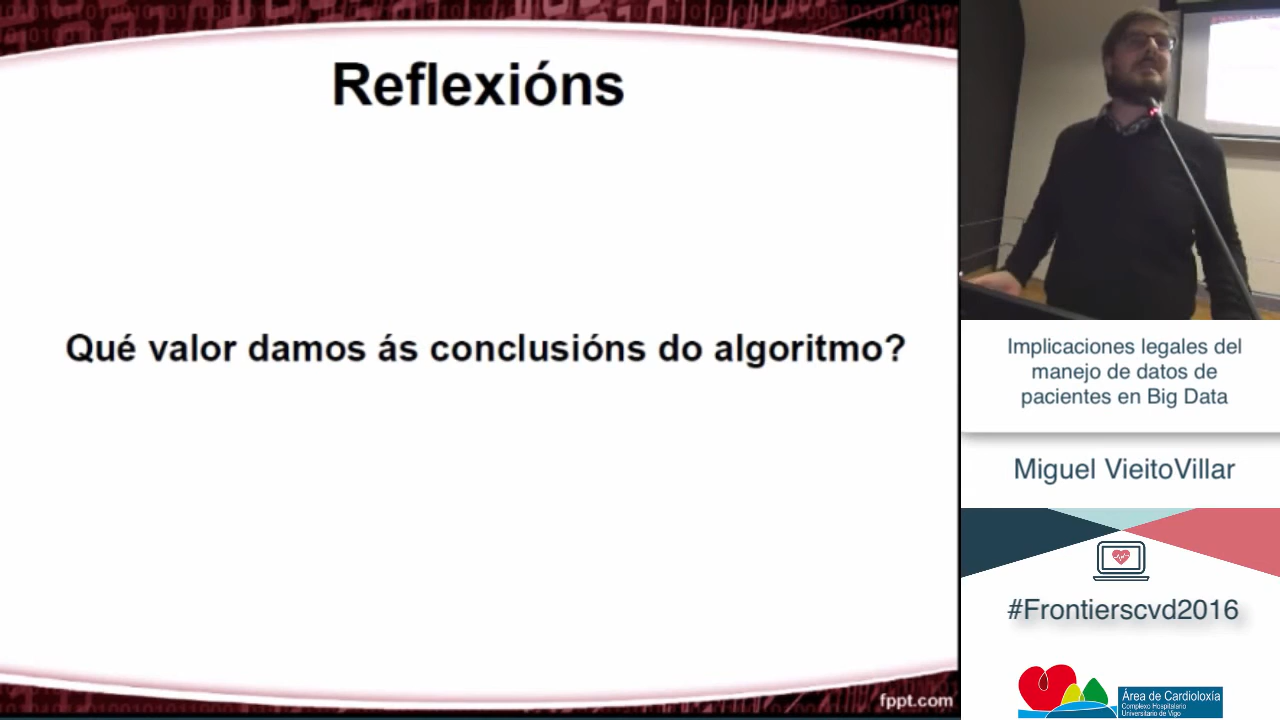 Reflexións
Qué valor damos ás conclusións do algoritmo?
fppt.com
Implicaciones legales del
manejo de datos de
pacientes en Big Data
Miguel VieitoVillar
#Frontierscvd2016
Área de Cardioloxía
Complexo Hospitalario
Universitario de Vigo